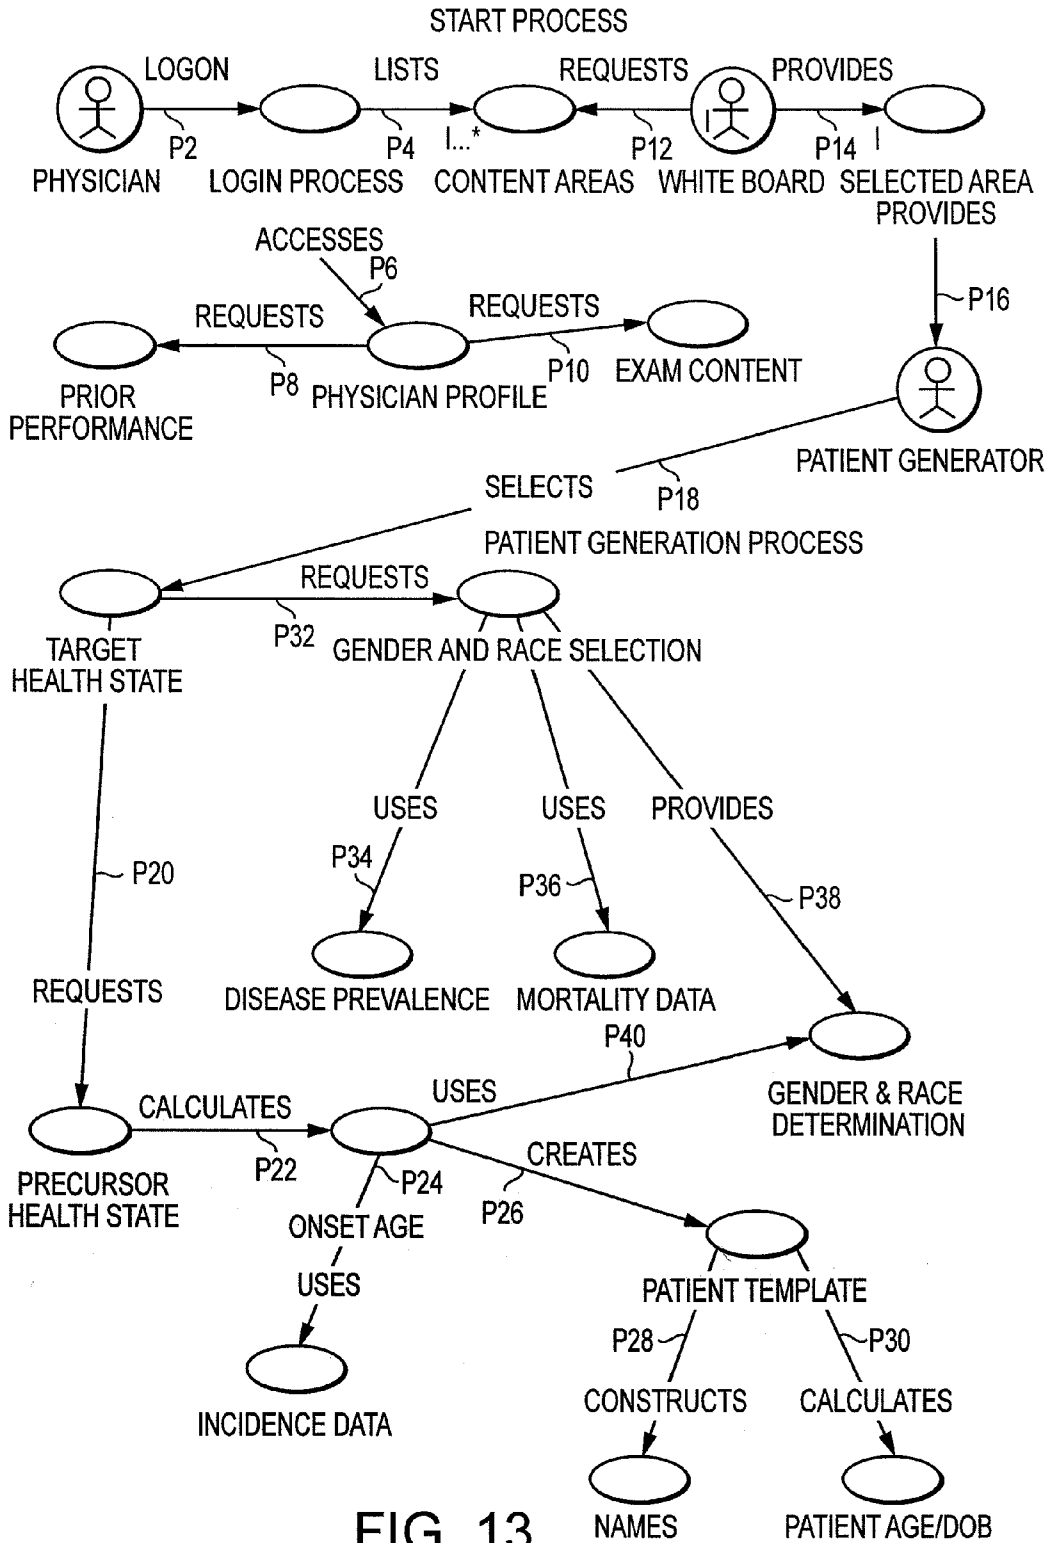 START PROCESS
LOGON
LISTS
REQUESTS
PROVIDES
P2
P4
I...*
P12
P14
I
PHYSICIAN
LOGIN PROCESS
CONTENT AREAS
WHITE BOARD
SELECTED AREA
PROVIDES
ACCESSES
P6
P16
REQUESTS
REQUESTS
P8
P10
PRIOR
PERFORMANCE
PHYSICIAN PROFILE
EXAM CONTENT
PATIENT GENERATOR
SELECTS
P18
PATIENT GENERATION PROCESS
REQUESTS
P32
TARGET
HEALTH STATE
GENDER AND RACE SELECTION
USES
USES
PROVIDES
P34
P36
P38
P20
REQUESTS
DISEASE PREVALENCE
MORTALITY DATA
P40
USES
GENDER & RACE
DETERMINATION
CALCULATES
P22
P24
CREATES
P26
PRECURSOR
HEALTH STATE
ONSET AGE
USES
PATIENT TEMPLATE
P28
P30
CONSTRUCTS
CALCULATES
INCIDENCE DATA
NAMES
PATIENT AGE/DOB
FIG. 13